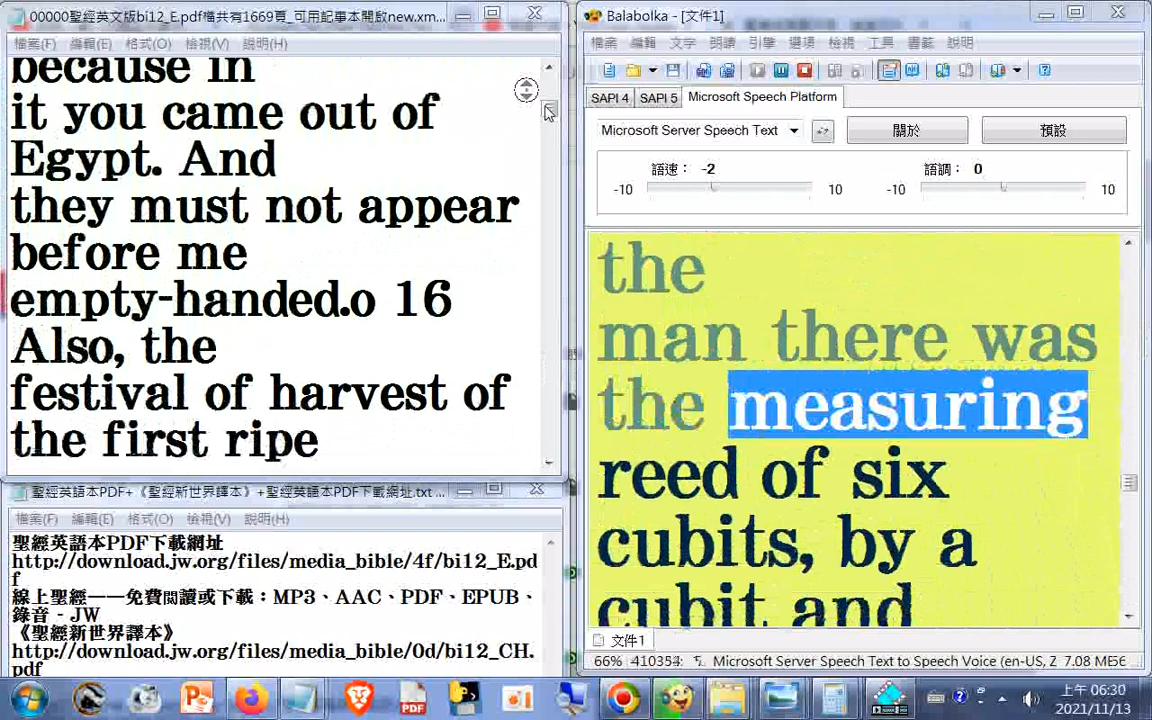 00000聖經英文版bi12_E.pdf檔共有1669頁_可用記事本開啟new.xm...
檔案(F) 編輯(E) 格式(O) 檢視(V) 說明(H)
because in
it you came out of
Egypt. And
they must not appear
before me
empty-handed.o 16
Also, the
festival of harvest of
the first ripe
聖經英語本PDF+《聖經新世界譯本》+聖經英語本PDF下載網址.txt ...
檔案(F) 編輯(E) 格式(O) 檢視(V) 說明(H)
聖經英語本PDF下載網址
http://download.jw.org/files/media_bible/4f/bi12_E.pd
f
線上聖經——免費閱讀或下載：MP3、AAC、PDF、EPUB、
錄音 - JW
《聖經新世界譯本》
http://download.jw.org/files/media_bible/0d/bi12_CH.
pdf
Balabolka - [文件1]
檔案 編輯 文字 朗讀 引擎 選項 檢視 工具 書籤 說明
SAPI 4 SAPI 5 Microsoft Speech Platform
Microsoft Server Speech Text 關於 預設
語速： -2 語調： 0
-10 10 -10 10
the
man there was
the measuring
reed of six
cubits, by a
cubit and
文件1
66% 410354: Microsoft Server Speech Text to Speech Voice (en-US, Z 7.08 ME56
PDF
上午 06:30
2021/11/13